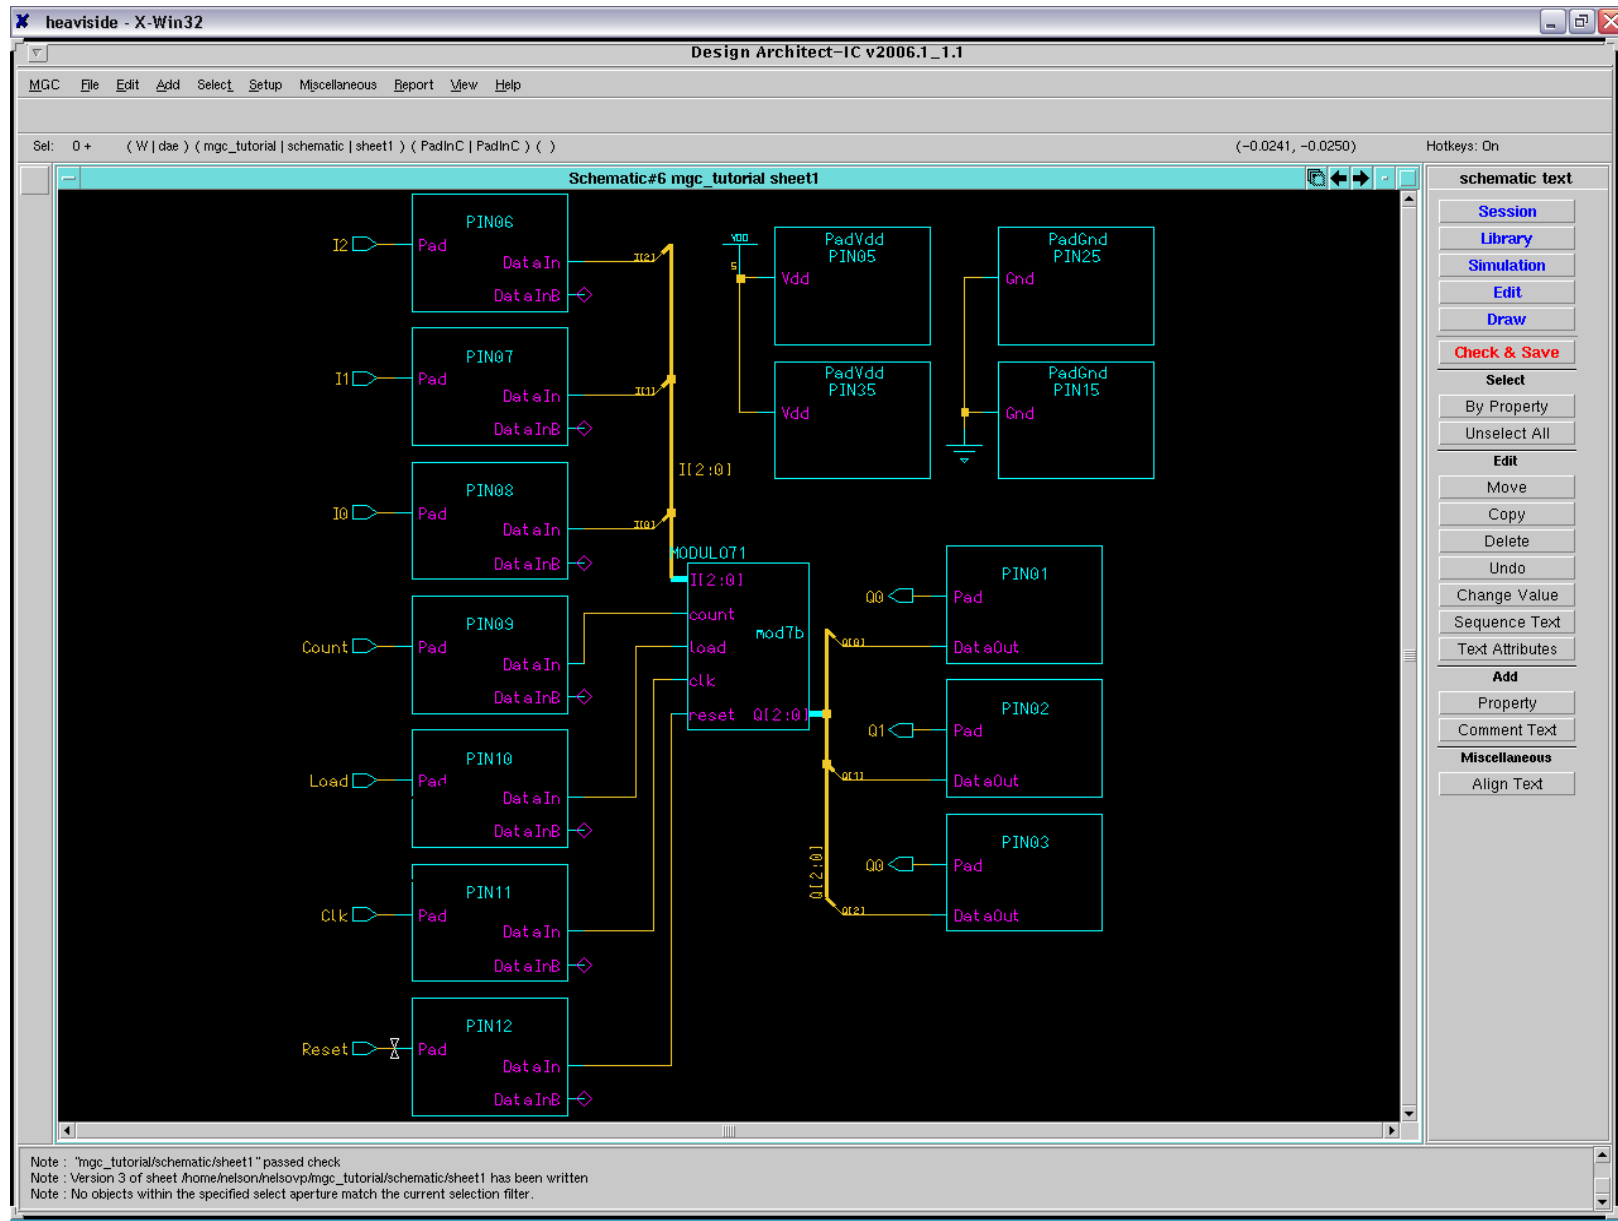 heaviside - X-Win32
Design Architect-IC v2006.1_1.1
MGC File Edit Add Select Setup Miscellaneous Report View Help
Sel: 0 + ( W | dae ) ( mgc_tutorial | schematic | sheet1 ) ( PadInC | PadInC ) ( ) (-0.0241, -0.0250) Hotkeys: On
Schematic#6 mgc_tutorial sheet1
I2
PIN06
Pad
DataIn
DataInB
I[2]
I1
PIN07
Pad
DataIn
DataInB
I[1]
I[2:0]
I0
PIN08
Pad
DataIn
DataInB
I[0]
Count
PIN09
Pad
DataIn
DataInB
Load
PIN10
Pad
DataIn
DataInB
Clk
PIN11
Pad
DataIn
DataInB
Reset
PIN12
Pad
DataIn
DataInB
VDD
5
PadVdd
PIN05
Vdd
PadVdd
PIN35
Vdd
PadGnd
PIN25
Gnd
PadGnd
PIN15
Gnd
MODULO71
I[2:0]
count
mod7b
load
clk
reset Q[2:0]
Q[2:0]
Q0
PIN01
Pad
Q[0]
DataOut
Q1
PIN02
Pad
Q[1]
DataOut
Q0
PIN03
Pad
Q[2]
DataOut
schematic text
Session
Library
Simulation
Edit
Draw
Check & Save
Select
By Property
Unselect All
Edit
Move
Copy
Delete
Undo
Change Value
Sequence Text
Text Attributes
Add
Property
Comment Text
Miscellaneous
Align Text
Note : "mgc_tutorial/schematic/sheet1" passed check
Note : Version 3 of sheet /home/nelson/nelsovp/mgc_tutorial/schematic/sheet1 has been written
Note : No objects within the specified select aperture match the current selection filter.